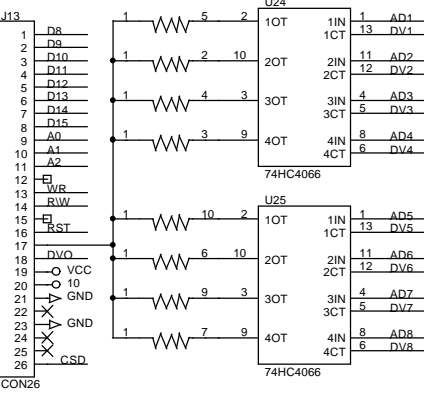 U24
J13
1 D8
2 D9
3 D10
4 D11
5 D12
6 D13
7 D14
8 D15
9 A0
10 A1
11 A2
12
13 WR
14 R\W
15
16 RST
17
18 DVO
19 VCC
20 10
21 GND
22
23 GND
24
25
26 CSD
CON26
1 5 2 1OT 1IN 1 AD1
1CT 13 DV1
1 2 10 2OT 2IN 11 AD2
2CT 12 DV2
1 4 3 3OT 3IN 4 AD3
3CT 5 DV3
1 3 9 4OT 4IN 8 AD4
4CT 6 DV4
74HC4066
U25
1 10 2 1OT 1IN 1 AD5
1CT 13 DV5
1 6 10 2OT 2IN 11 AD6
2CT 12 DV6
1 9 3 3OT 3IN 4 AD7
3CT 5 DV7
1 7 9 4OT 4IN 8 AD8
4CT 6 DV8
74HC4066